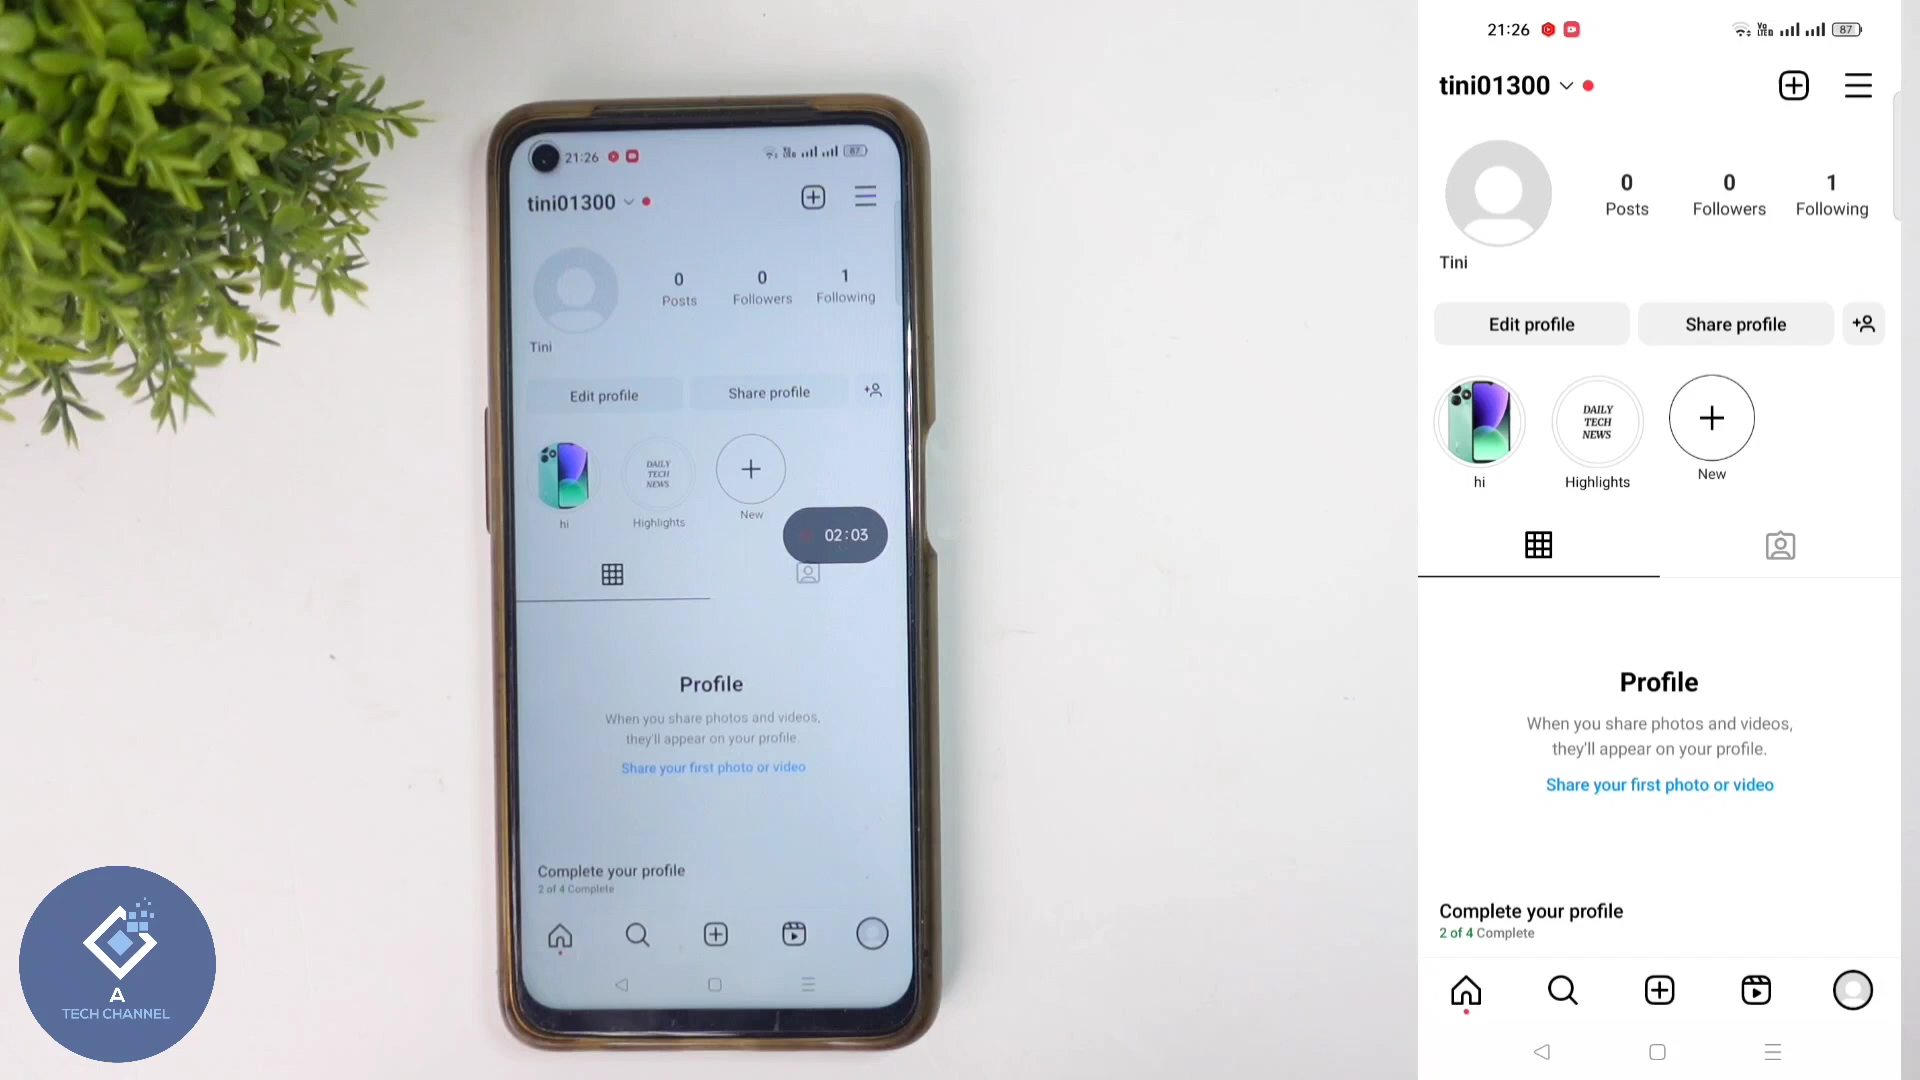 21:26
87
tini01300
0
0
1
Posts
Followers
Following
Tini
Edit profile
Share profile
DAILY
TECH
NEWS
hi
Highlights
New
02:03
Profile
When you share photos and videos,
they'll appear on your profile.
Share your first photo or video
Complete your profile
2 of 4 Complete
A
TECH CHANNEL
21:26
Vo
LTE
87
tini01300
0
0
1
Posts
Followers
Following
Tini
Edit profile
Share profile
DAILY
TECH
NEWS
hi
Highlights
New
Profile
When you share photos and videos,
they'll appear on your profile.
Share your first photo or video
Complete your profile
2 of 4 Complete